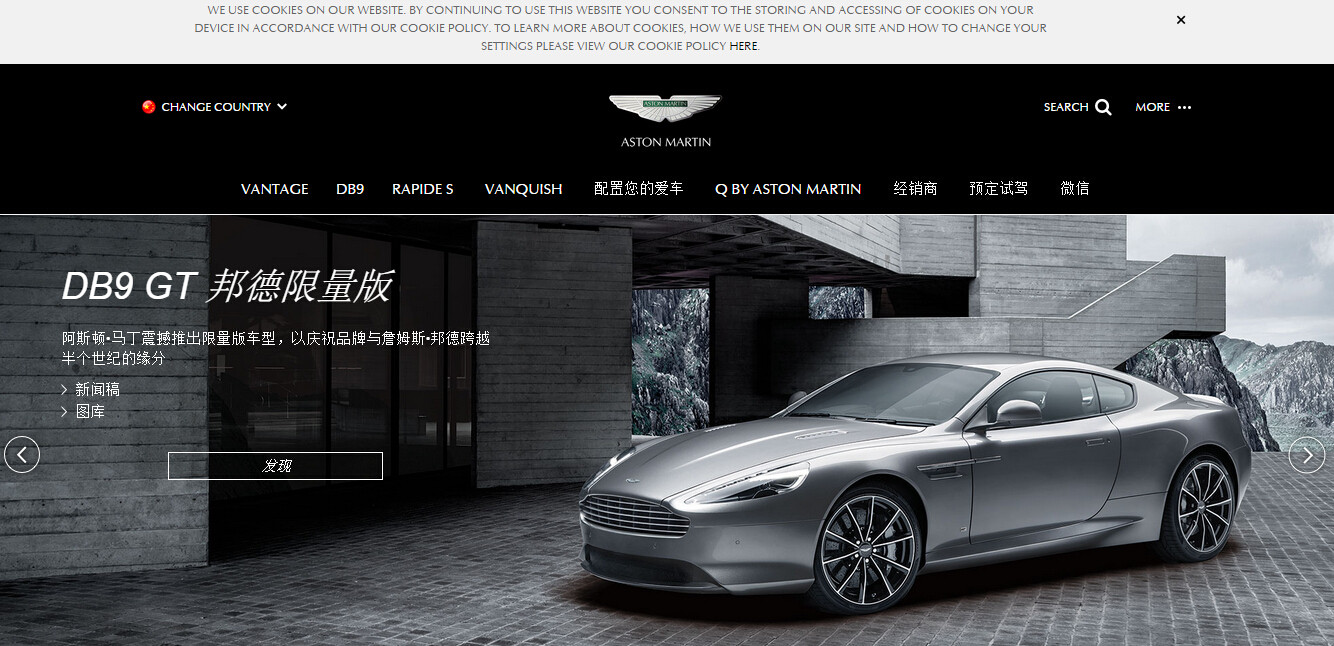 WE USE COOKIES ON OUR WEBSITE. BY CONTINUING TO USE THIS WEBSITE YOU CONSENT TO THE STORING AND ACCESSING OF COOKIES ON YOUR
DEVICE IN ACCORDANCE WITH OUR COOKIE POLICY. TO LEARN MORE ABOUT COOKIES, HOW WE USE THEM ON OUR SITE AND HOW TO CHANGE YOUR
SETTINGS PLEASE VIEW OUR COOKIE POLICY HERE.
CHANGE COUNTRY
ASTON MARTIN
ASTON MARTIN
SEARCH
MORE
VANTAGE DB9 RAPIDE S VANQUISH 配置您的爱车 Q BY ASTON MARTIN 经销商 预定试驾 微信
DB9 GT 邦德限量版
阿斯顿•马丁震撼推出限量版车型，以庆祝品牌与詹姆斯•邦德跨越
半个世纪的缘分
新闻稿
图库
发现